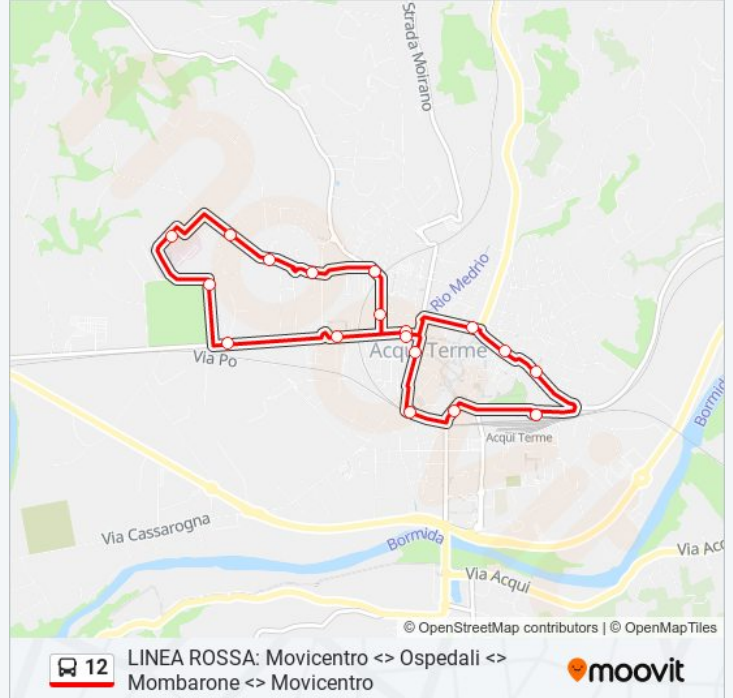 Strada Moirano
Rio Medrio
Acqui Terme
Via Po
Acqui Terme
Bormida
Via Cassarogna
Bormida
Via Acqui
Via Acc
© OpenStreetMap contributors | © OpenMapTiles
12
LINEA ROSSA: Movicentro <> Ospedali <>
Mombarone <> Movicentro
moovit